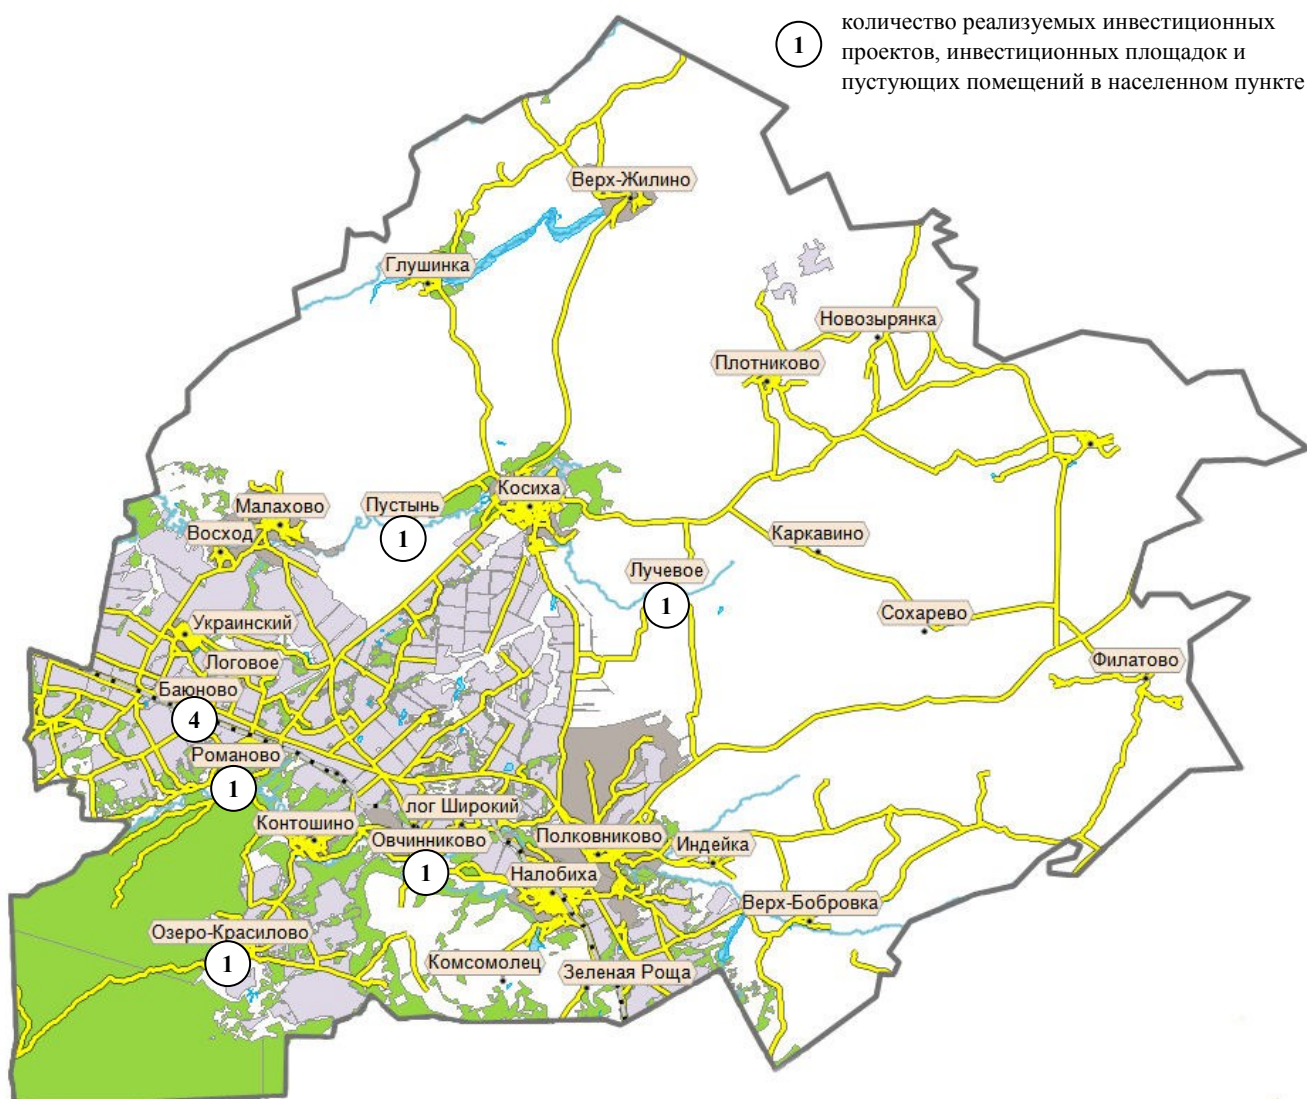 1
количество реализуемых инвестиционных
проектов, инвестиционных площадок и
пустующих помещений в населенном пункте
Верх-Жилино
Глушинка
Новозырянка
Плотниково
Косиха
Пустынь
1
Малахово
Восход
Каркавино
Лучевое
1
Сохарево
Украинский
Логовое
Филатово
Баюново
4
Романово
1
лог Широкий
Контошино
Овчинниково
1
Полковниково
Индейка
Налобиха
Верх-Бобровка
Озеро-Красилово
1
Комсомолец
Зеленая Роща